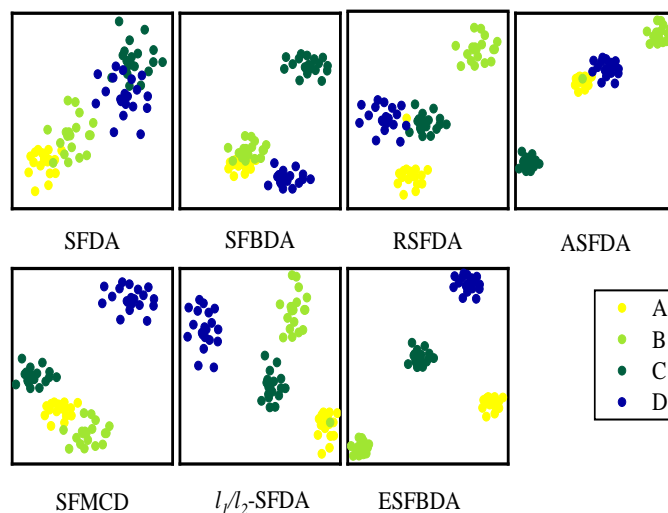 SFDA SFBDA RSFDA ASFDA
A
B
C
D
SFMCD l₁/l₂-SFDA ESFBDA